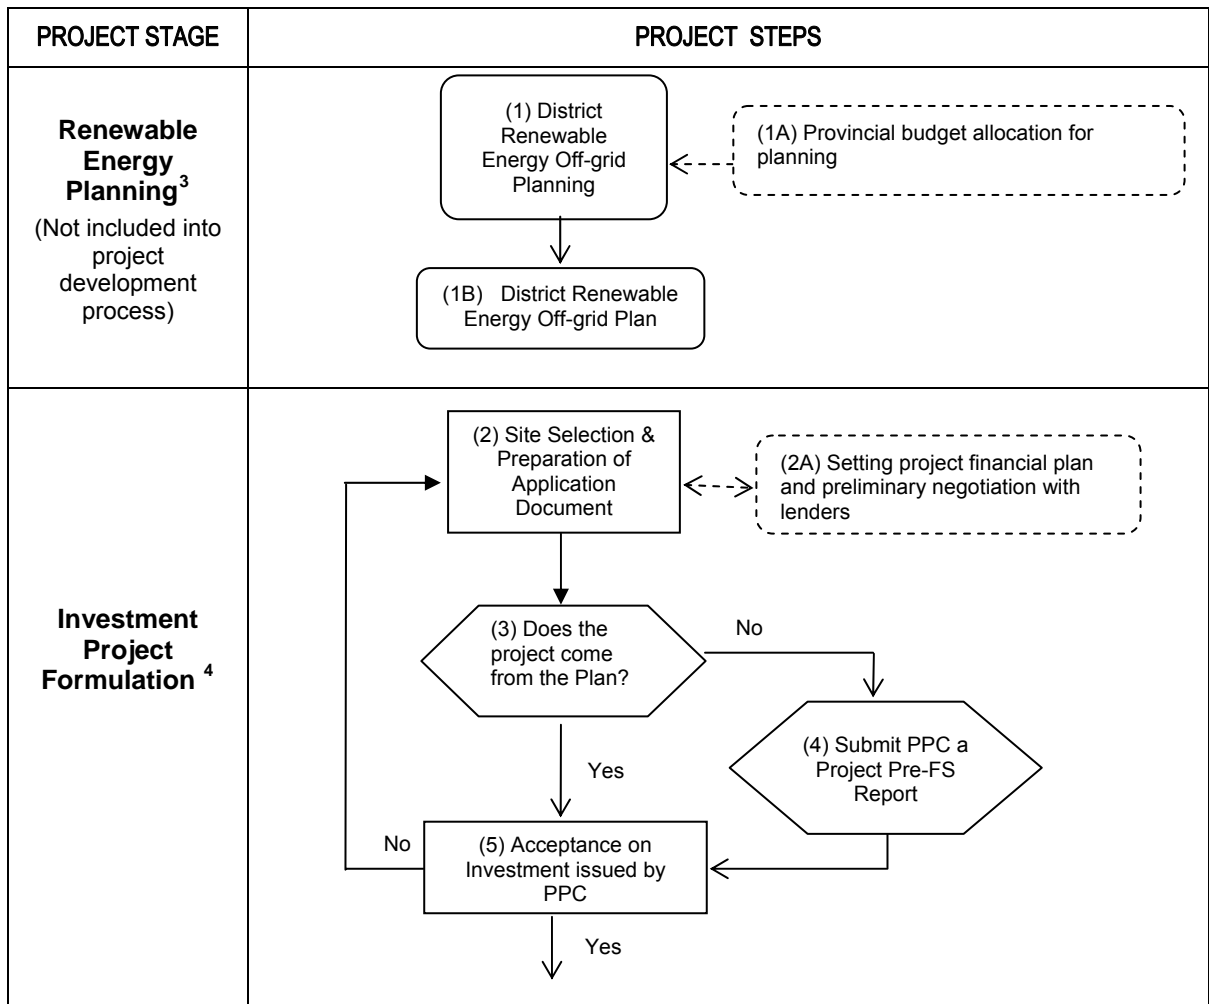 PROJECT STAGE
PROJECT STEPS
Renewable
Energy
Planning3
(Not included into
project
development
process)
(1) District
Renewable
Energy Off-grid
Planning
(1A) Provincial budget allocation for
planning
(1B) District Renewable
Energy Off-grid Plan
Investment
Project
Formulation 4
(2) Site Selection &
Preparation of
Application
Document
(2A) Setting project financial plan
and preliminary negotiation with
lenders
(3) Does the
project come
from the Plan?
No
(4) Submit PPC a
Project Pre-FS
Report
Yes
No
(5) Acceptance on
Investment issued by
PPC
Yes